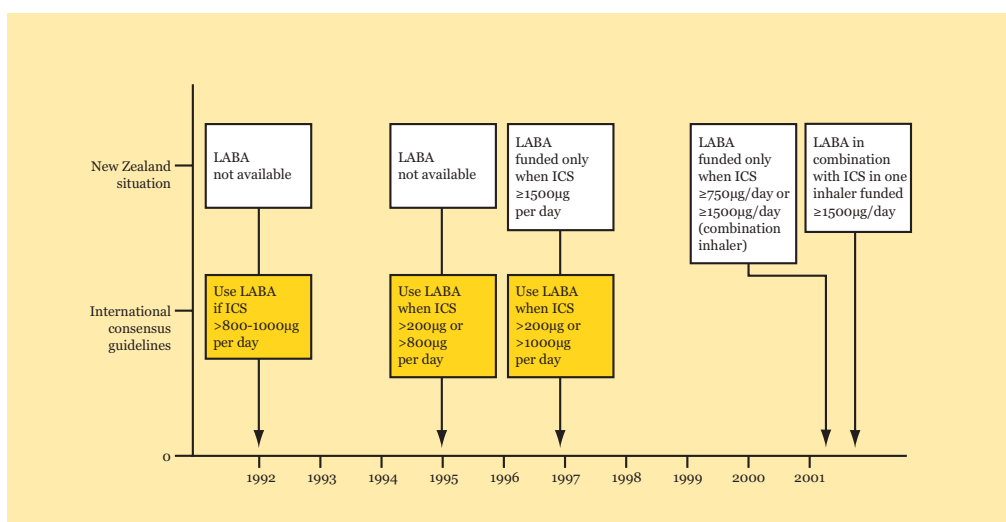 New Zealand
situation
LABA
not available
LABA
not available
LABA
funded only
when ICS
≥1500µg
per day
LABA
funded only
when ICS
≥750µg/day or
≥1500µg/day
(combination
inhaler)
LABA in
combination
with ICS in one
inhaler funded
≥1500µg/day
International
consensus
guidelines
Use LABA
if ICS
>800-1000µg
per day
Use LABA
when ICS
>200µg or
>800µg
per day
Use LABA
when ICS
>200µg or
>1000µg
per day
0
1992 1993 1994 1995 1996 1997 1998 1999 2000 2001